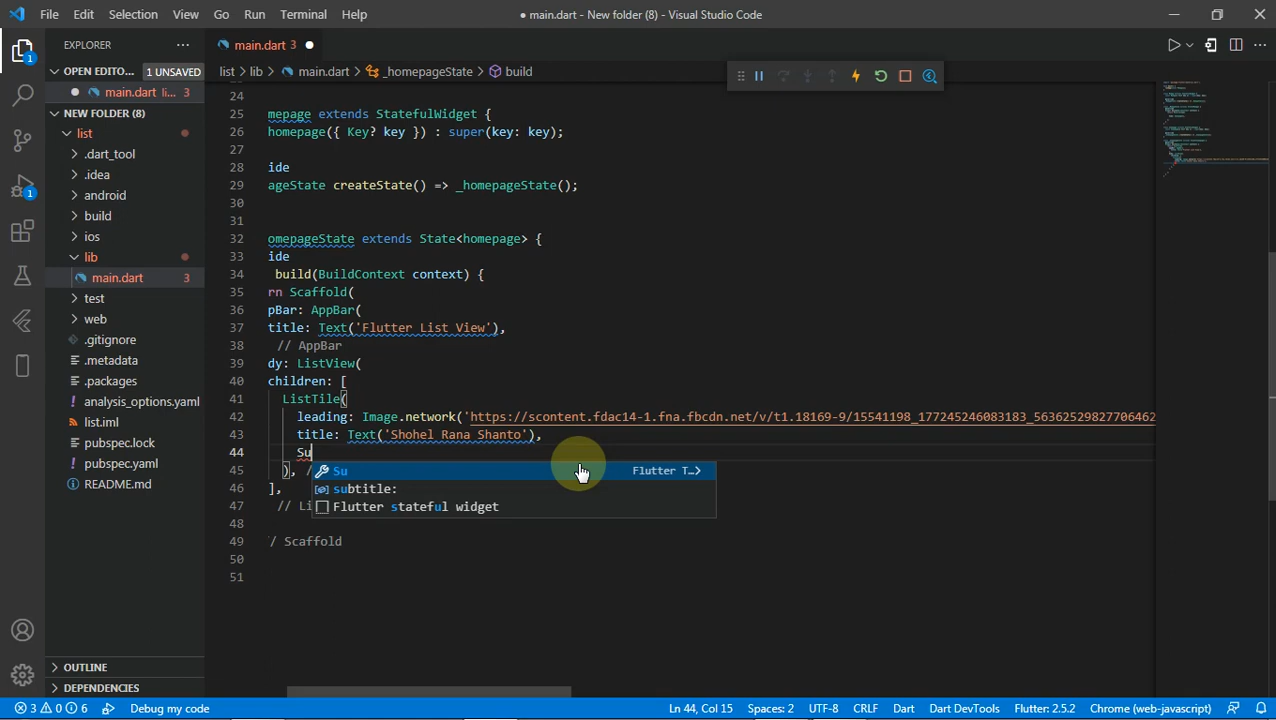 File Edit Selection View Go Run Terminal Help
● main.dart - New folder (8) - Visual Studio Code
EXPLORER
main.dart 3
OPEN EDITO... 1 UNSAVED
list > lib > main.dart > _homepageState > build
main.dart li... 3
NEW FOLDER (8)
list
.dart_tool
.idea
android
build
ios
lib
main.dart 3
test
web
.gitignore
.metadata
.packages
analysis_options.yaml
list.iml
pubspec.lock
pubspec.yaml
README.md
OUTLINE
DEPENDENCIES
24
25 mepage extends StatefulWidget {
26 homepage({ Key? key }) : super(key: key);
27
28 ide
29 ageState createState() => _homepageState();
30
31
32 omepageState extends State<homepage> {
33 ide
34 build(BuildContext context) {
35 rn Scaffold(
36 pBar: AppBar(
37 title: Text('Flutter List View'),
38 // AppBar
39 dy: ListView(
40 children: [
41 ListTile(
42 leading: Image.network('https://scontent.fdac14-1.fna.fbcdn.net/v/t1.18169-9/15541198_177245246083183_56362529827706462
43 title: Text('Shohel Rana Shanto'),
44 Su
Su Flutter T...>
subtitle:
Flutter stateful widget
45 ), /
46 ],
47 // Li
48
49 / Scaffold
50
51
3 0 6 Debug my code Ln 44, Col 15 Spaces: 2 UTF-8 CRLF Dart Dart DevTools Flutter: 2.5.2 Chrome (web-javascript)